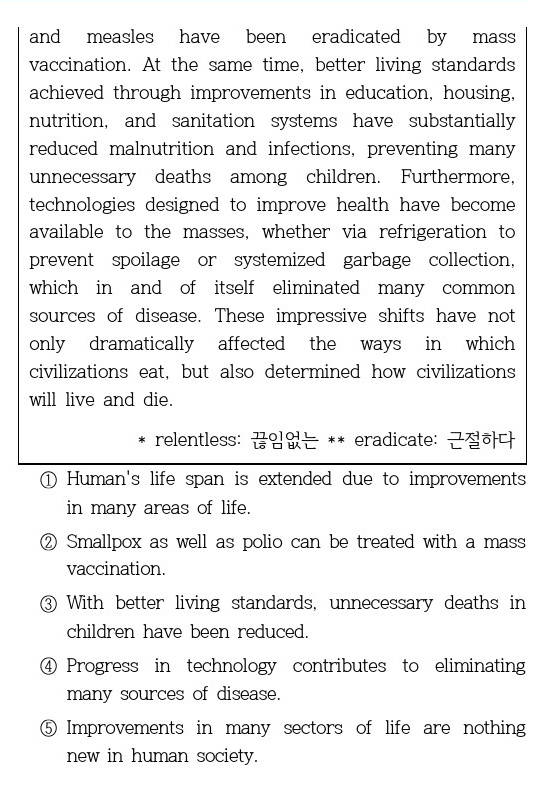 and measles have been eradicated by mass
vaccination. At the same time, better living standards
achieved through improvements in education, housing,
nutrition, and sanitation systems have substantially
reduced malnutrition and infections, preventing many
unnecessary deaths among children. Furthermore,
technologies designed to improve health have become
available to the masses, whether via refrigeration to
prevent spoilage or systemized garbage collection,
which in and of itself eliminated many common
sources of disease. These impressive shifts have not
only dramatically affected the ways in which
civilizations eat, but also determined how civilizations
will live and die.
* relentless: 끊임없는 ** eradicate: 근절하다
① Human's life span is extended due to improvements
in many areas of life.
② Smallpox as well as polio can be treated with a mass
vaccination.
③ With better living standards, unnecessary deaths in
children have been reduced.
④ Progress in technology contributes to eliminating
many sources of disease.
⑤ Improvements in many sectors of life are nothing
new in human society.